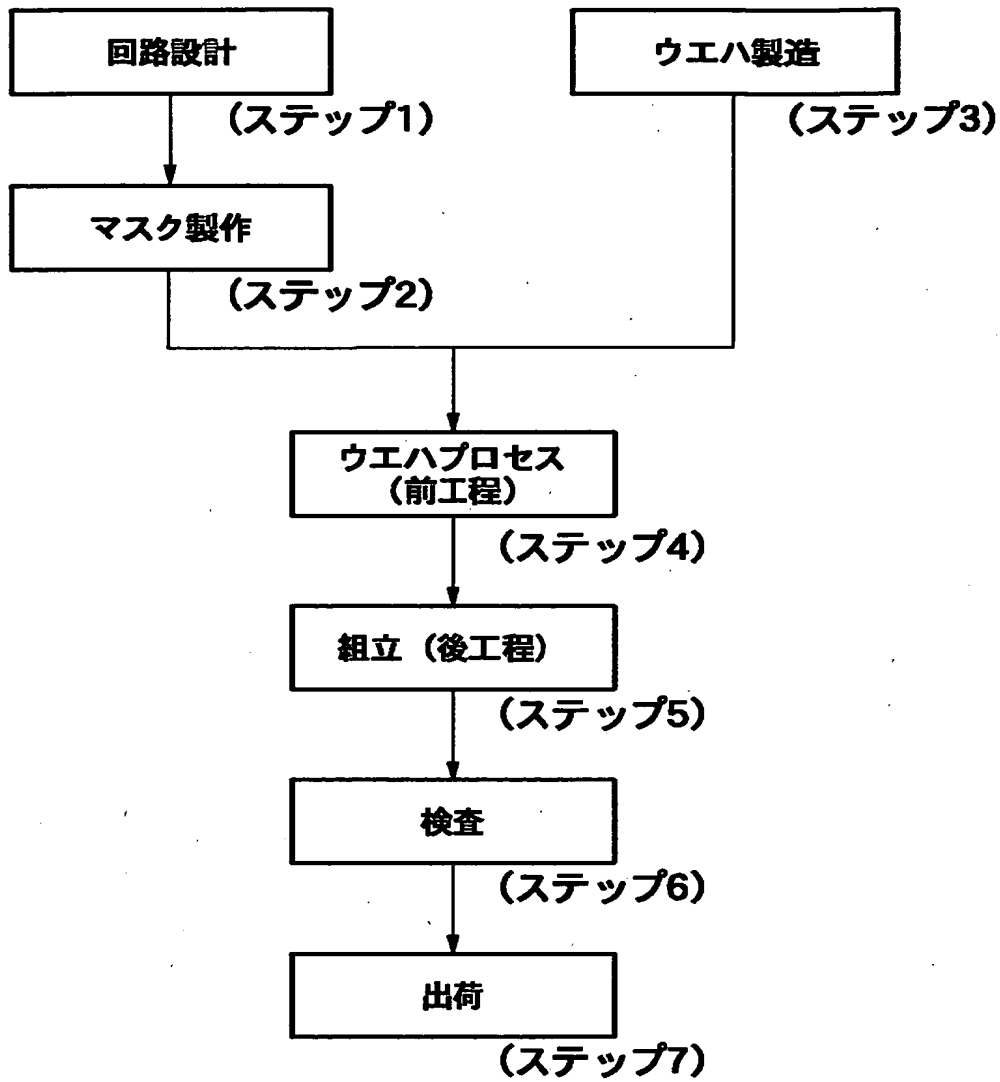 回路設計
(ステップ1)
ウエハ製造
(ステップ3)
マスク製作
(ステップ2)
ウエハプロセス
(前工程)
(ステップ4)
組立 (後工程)
(ステップ5)
検査
(ステップ6)
出荷
(ステップ7)